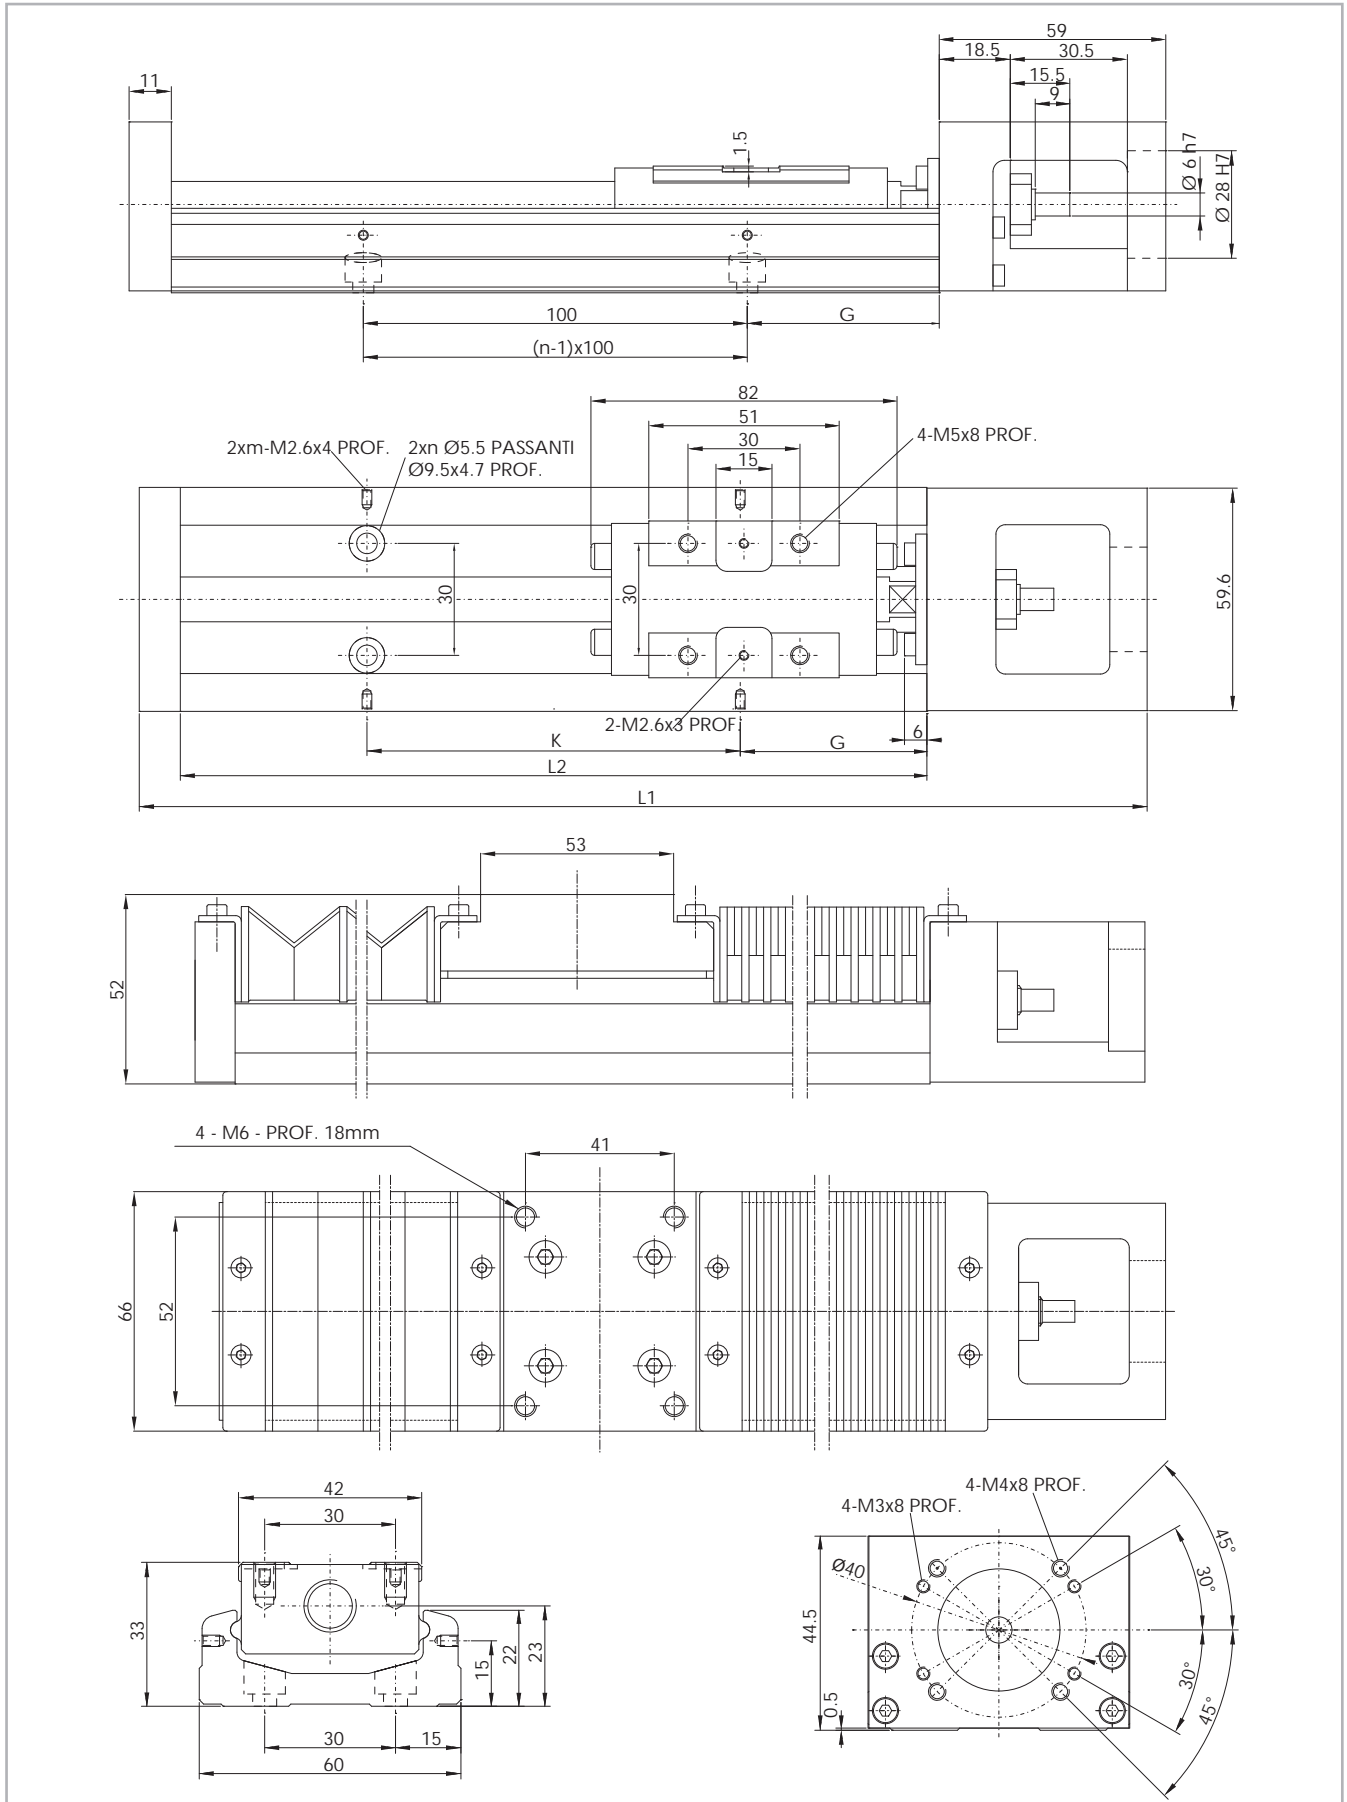 59
18.5
30.5
11
15.5
9
1.5
Ø 6 h7
Ø 28 H7
100
G
(n-1)x100
82
51
30
15
4-M5x8 PROF.
2xm-M2.6x4 PROF.
2xn Ø5.5 PASSANTI
Ø9.5x4.7 PROF.
30
30
59.6
2-M2.6x3 PROF.
6
K
G
L2
L1
53
52
4 - M6 - PROF. 18mm
41
66
52
42
30
33
15
22
23
30
15
60
4-M4x8 PROF.
4-M3x8 PROF.
Ø40
45°
30°
44.5
0.5
30°
45°